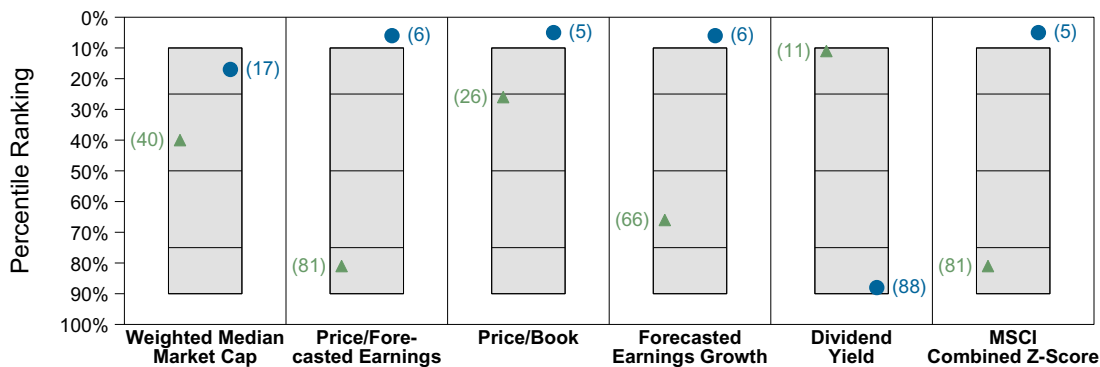 Percentile Ranking
0%
10%
20%
30%
40%
50%
60%
70%
80%
90%
100%
(17)
(40)
(6)
(81)
(5)
(26)
(6)
(66)
(11)
(88)
(5)
(81)
Weighted Median
Market Cap
Price/Fore-
casted Earnings
Price/Book
Forecasted
Earnings Growth
Dividend
Yield
MSCI
Combined Z-Score